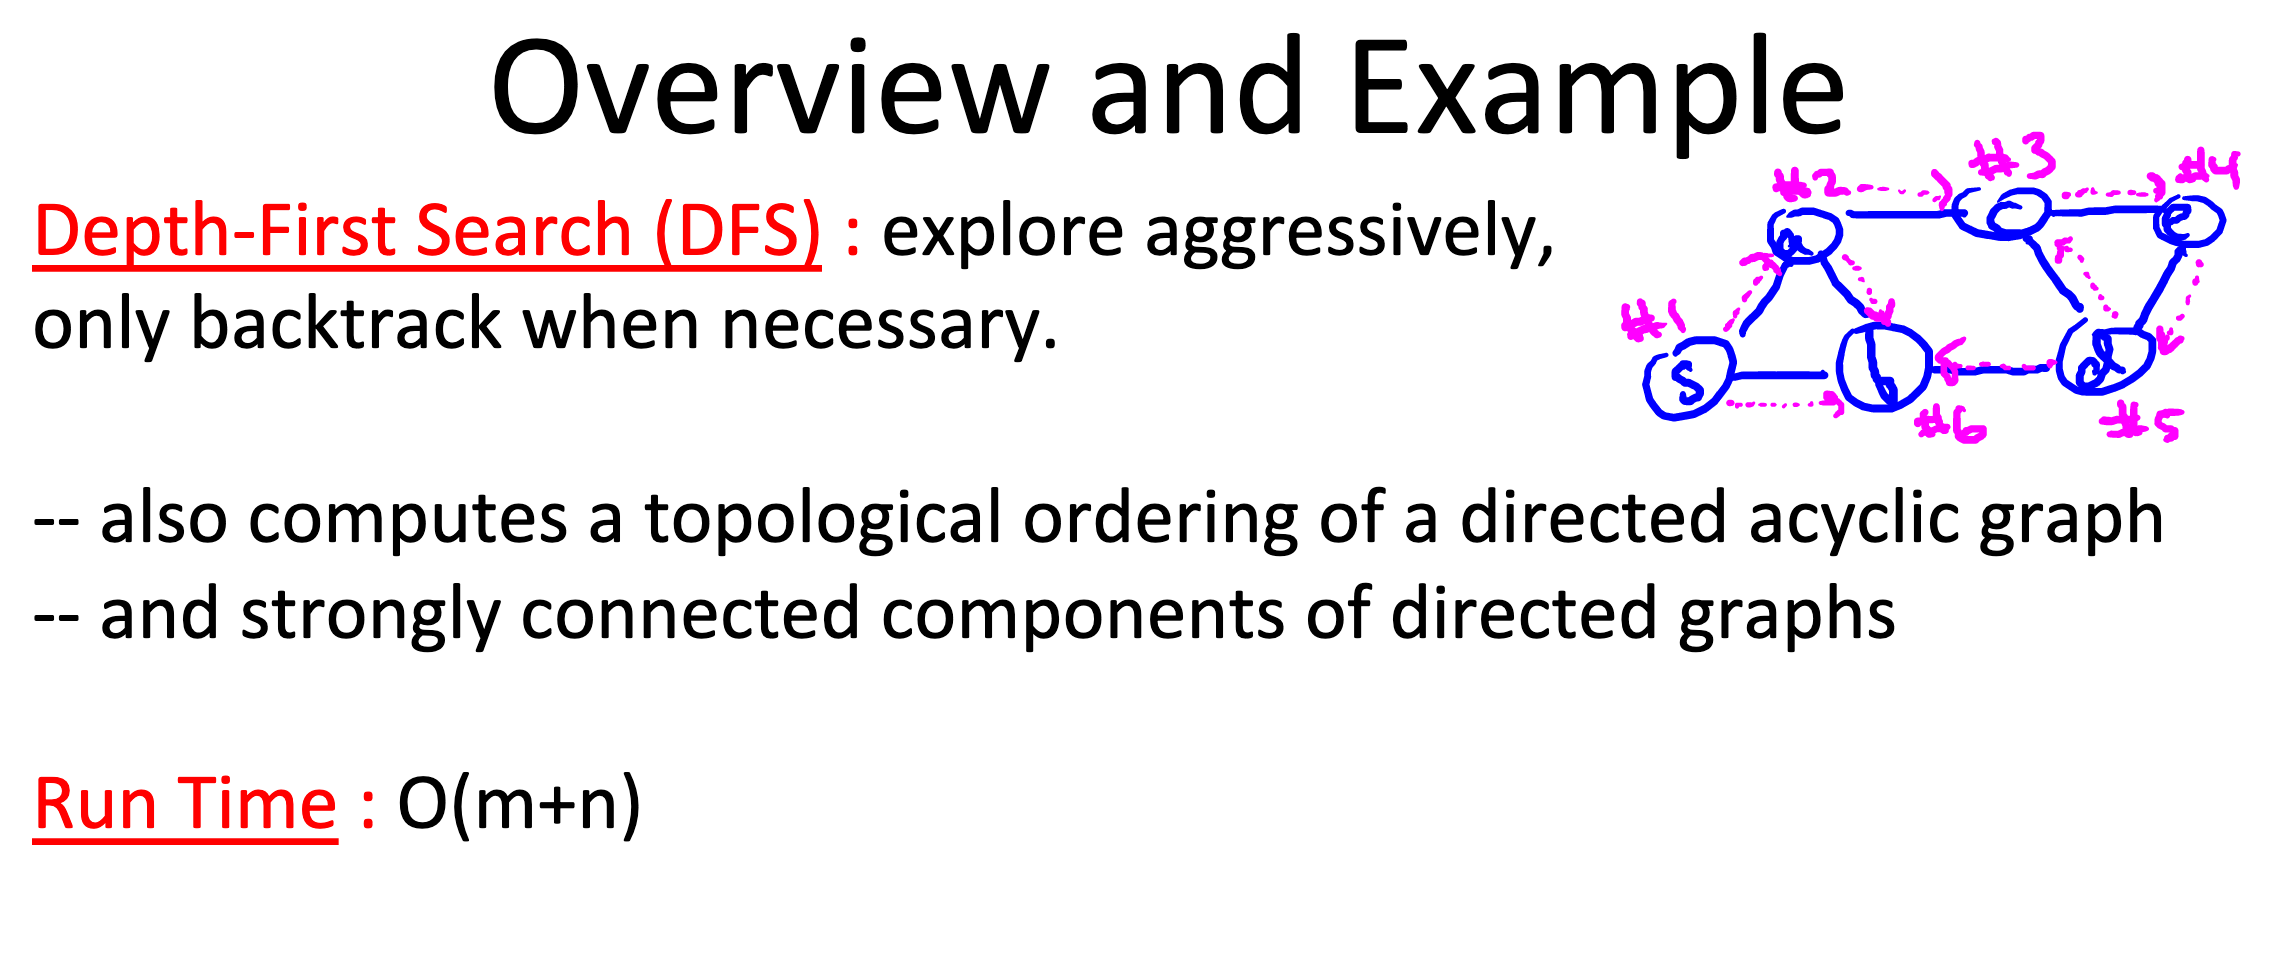 Overview and Example
Depth-First Search (DFS) : explore aggressively,
only backtrack when necessary.
#1
#2
#3
#4
#5
#6
s
a
b
c
d
e
-- also computes a topological ordering of a directed acyclic graph
-- and strongly connected components of directed graphs
Run Time : O(m+n)